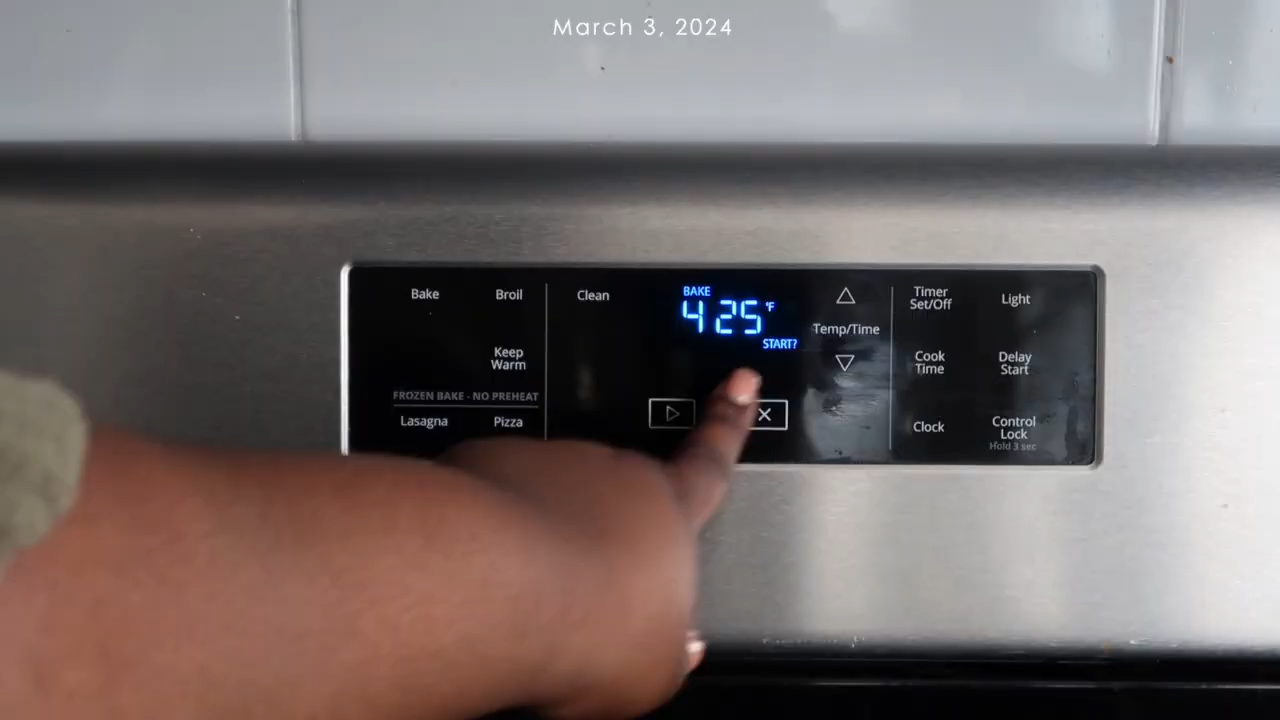 March 3, 2024
Bake
Broil
Clean
BAKE
425°F
START?
Temp/Time
Timer
Set/Off
Light
Keep
Warm
Cook
Time
Delay
Start
FROZEN BAKE - NO PREHEAT
Lasagna
Pizza
Clock
Control
Lock
Hold 3 sec